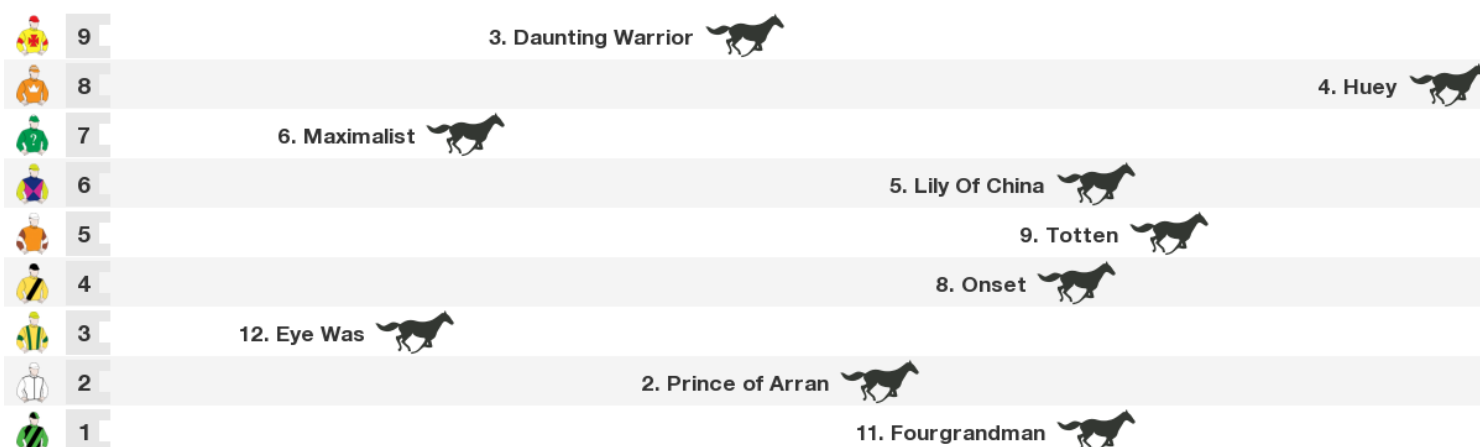 9 3. Daunting Warrior
8 4. Huey
7 6. Maximalist
?
6 5. Lily Of China
5 9. Totten
4 8. Onset
3 12. Eye Was
2 2. Prince of Arran
1 11. Fourgrandman